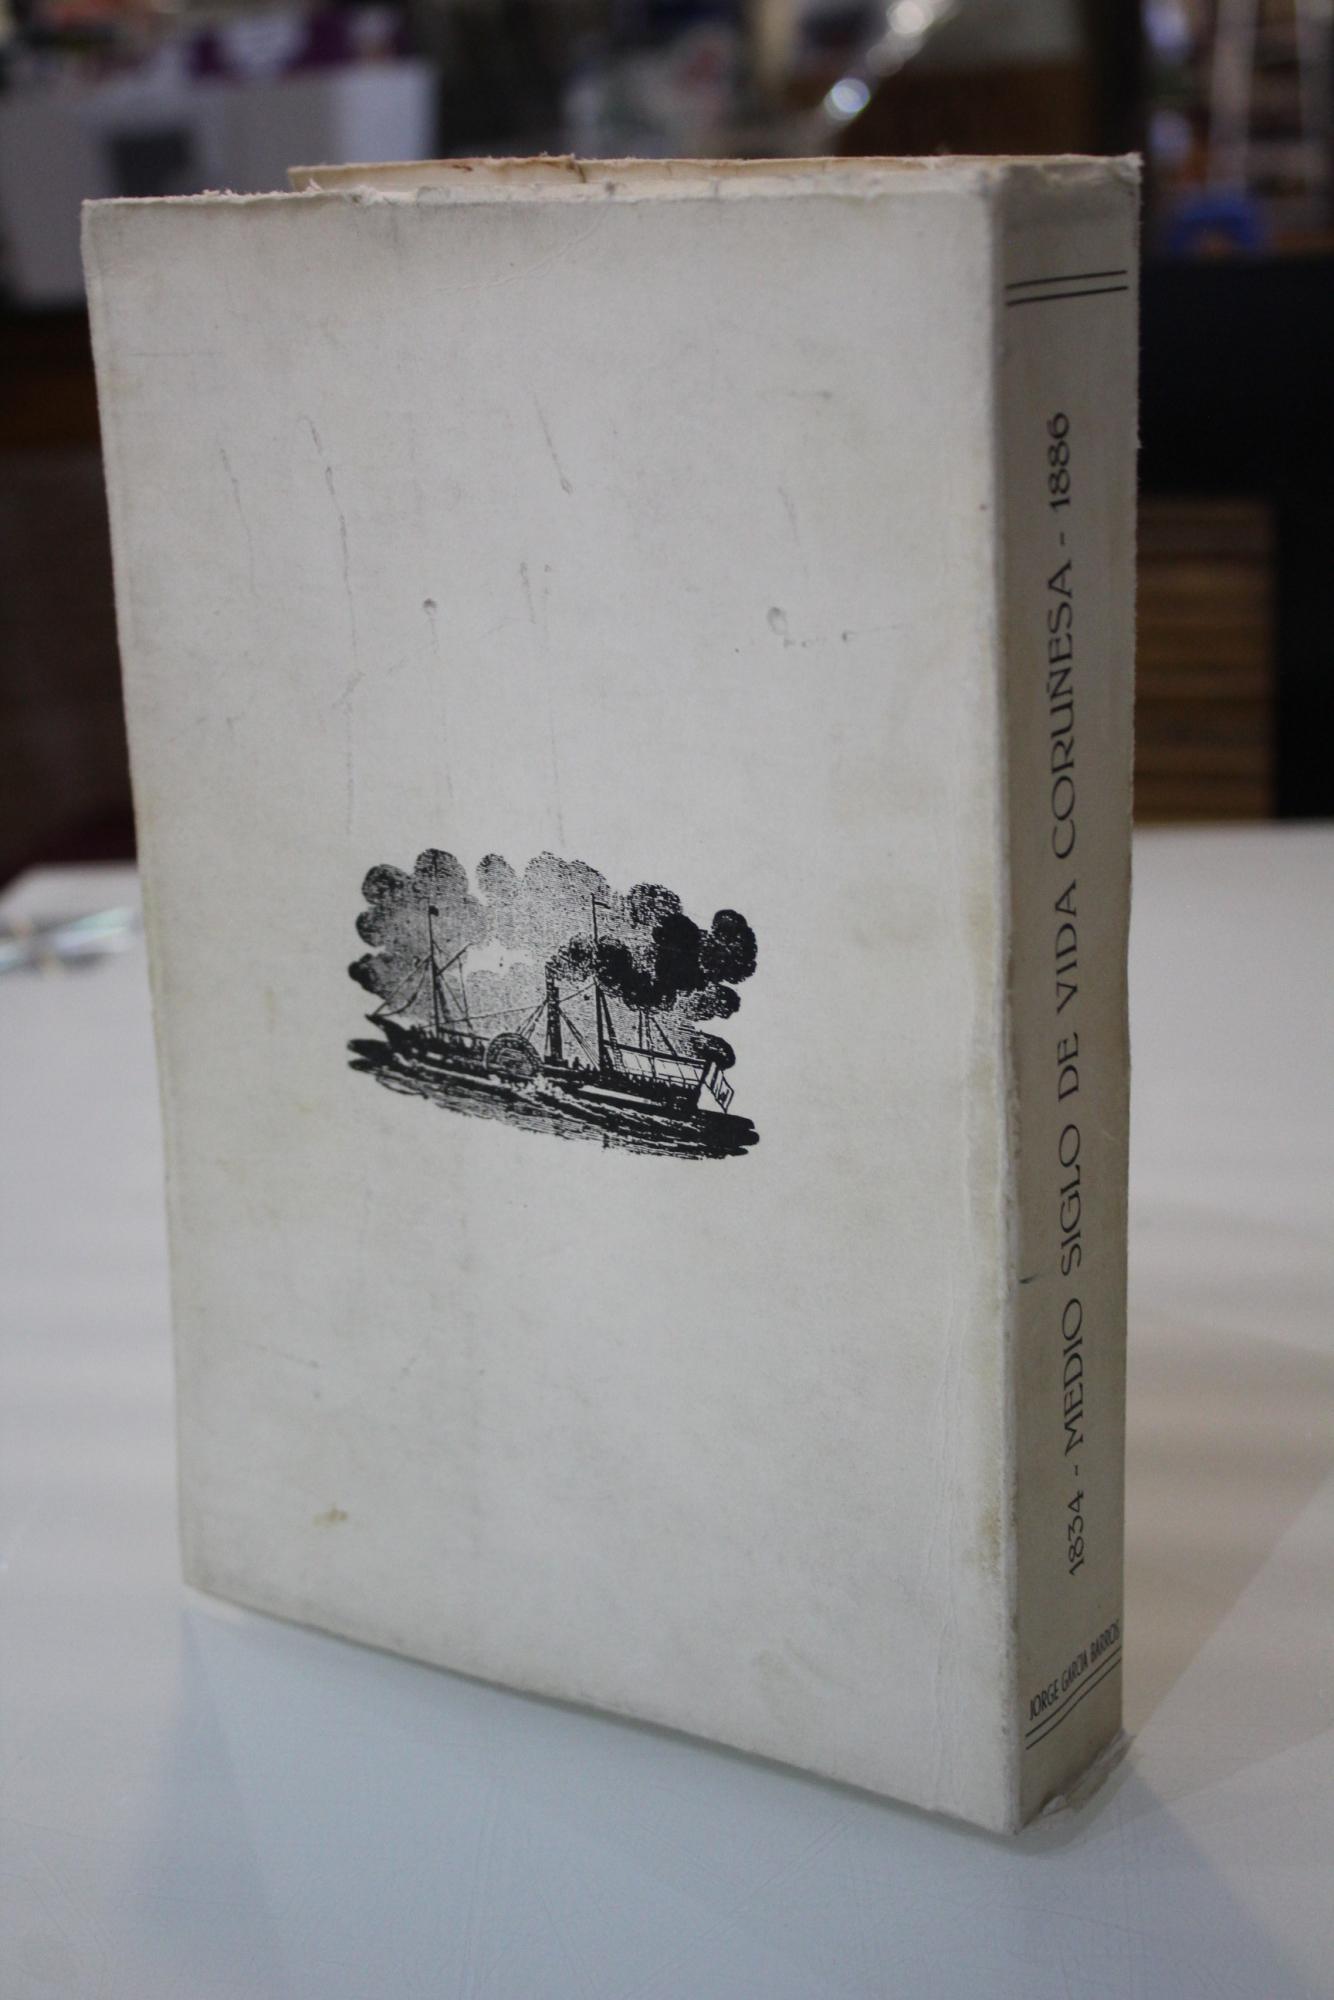 1834 - MEDIO SIGLO DE VIDA CORUÑESA - 1886
JORGE GARCIA BARROS